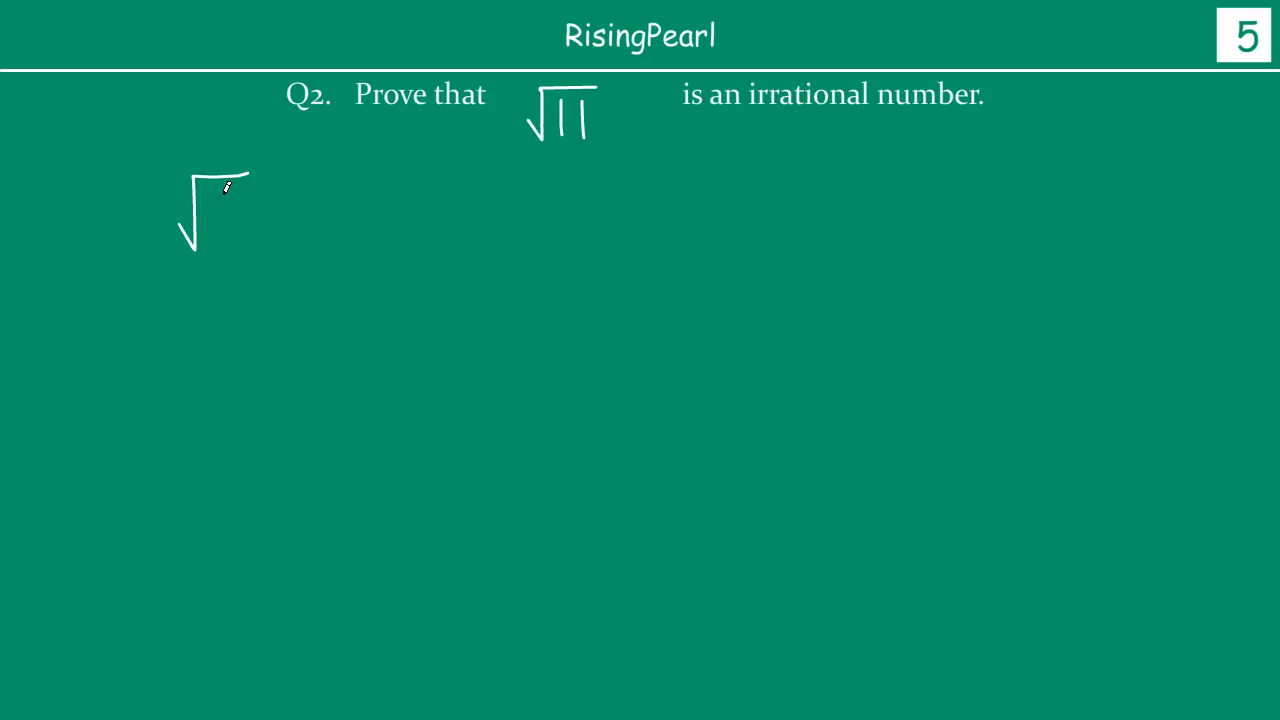 RisingPearl
5
Q2. Prove that √11 is an irrational number.
√